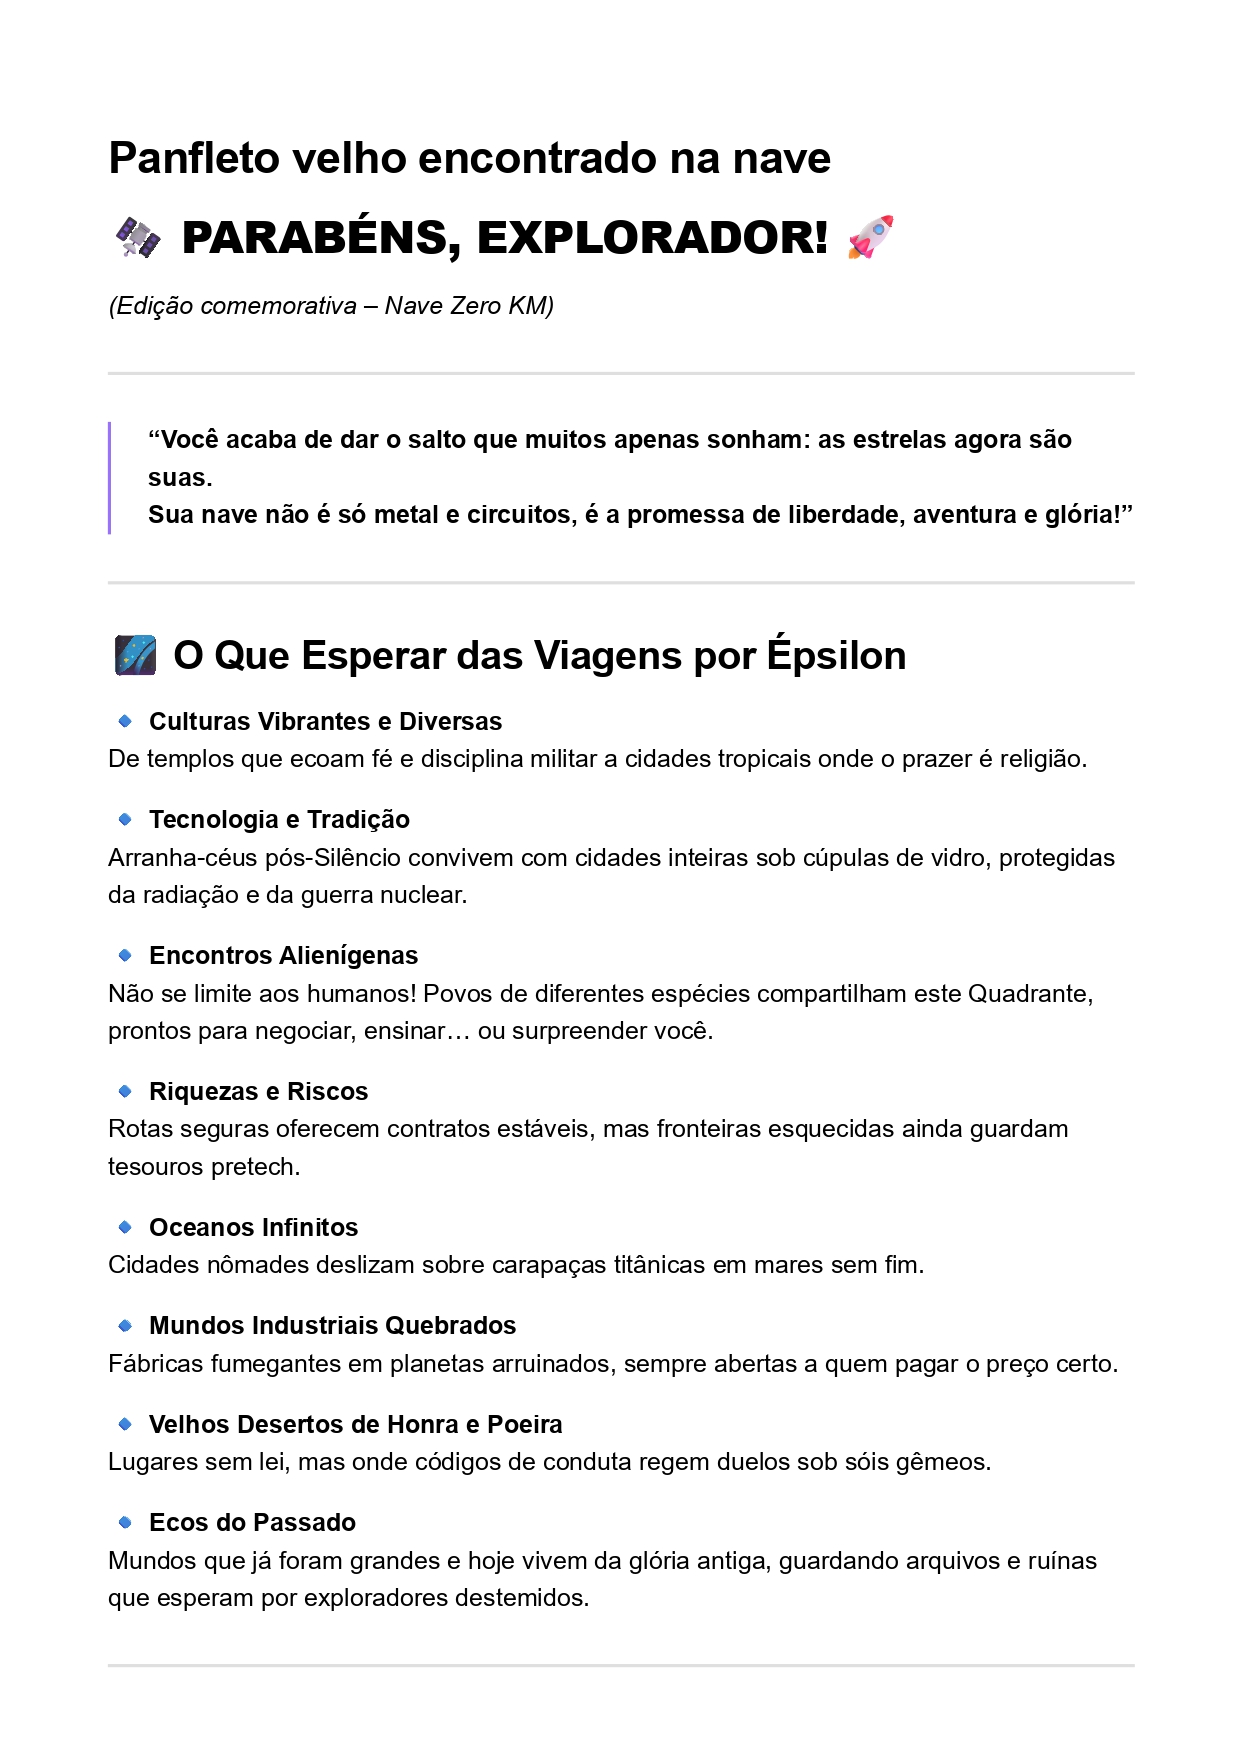 Panfleto velho encontrado na nave
PARABÉNS, EXPLORADOR!
(Edição comemorativa – Nave Zero KM)
“Você acaba de dar o salto que muitos apenas sonham: as estrelas agora são
suas.
Sua nave não é só metal e circuitos, é a promessa de liberdade, aventura e glória!”
O Que Esperar das Viagens por Épsilon
Culturas Vibrantes e Diversas
De templos que ecoam fé e disciplina militar a cidades tropicais onde o prazer é religião.
Tecnologia e Tradição
Arranha-céus pós-Silêncio convivem com cidades inteiras sob cúpulas de vidro, protegidas
da radiação e da guerra nuclear.
Encontros Alienígenas
Não se limite aos humanos! Povos de diferentes espécies compartilham este Quadrante,
prontos para negociar, ensinar… ou surpreender você.
Riquezas e Riscos
Rotas seguras oferecem contratos estáveis, mas fronteiras esquecidas ainda guardam
tesouros pretech.
Oceanos Infinitos
Cidades nômades deslizam sobre carapaças titânicas em mares sem fim.
Mundos Industriais Quebrados
Fábricas fumegantes em planetas arruinados, sempre abertas a quem pagar o preço certo.
Velhos Desertos de Honra e Poeira
Lugares sem lei, mas onde códigos de conduta regem duelos sob sóis gêmeos.
Ecos do Passado
Mundos que já foram grandes e hoje vivem da glória antiga, guardando arquivos e ruínas
que esperam por exploradores destemidos.